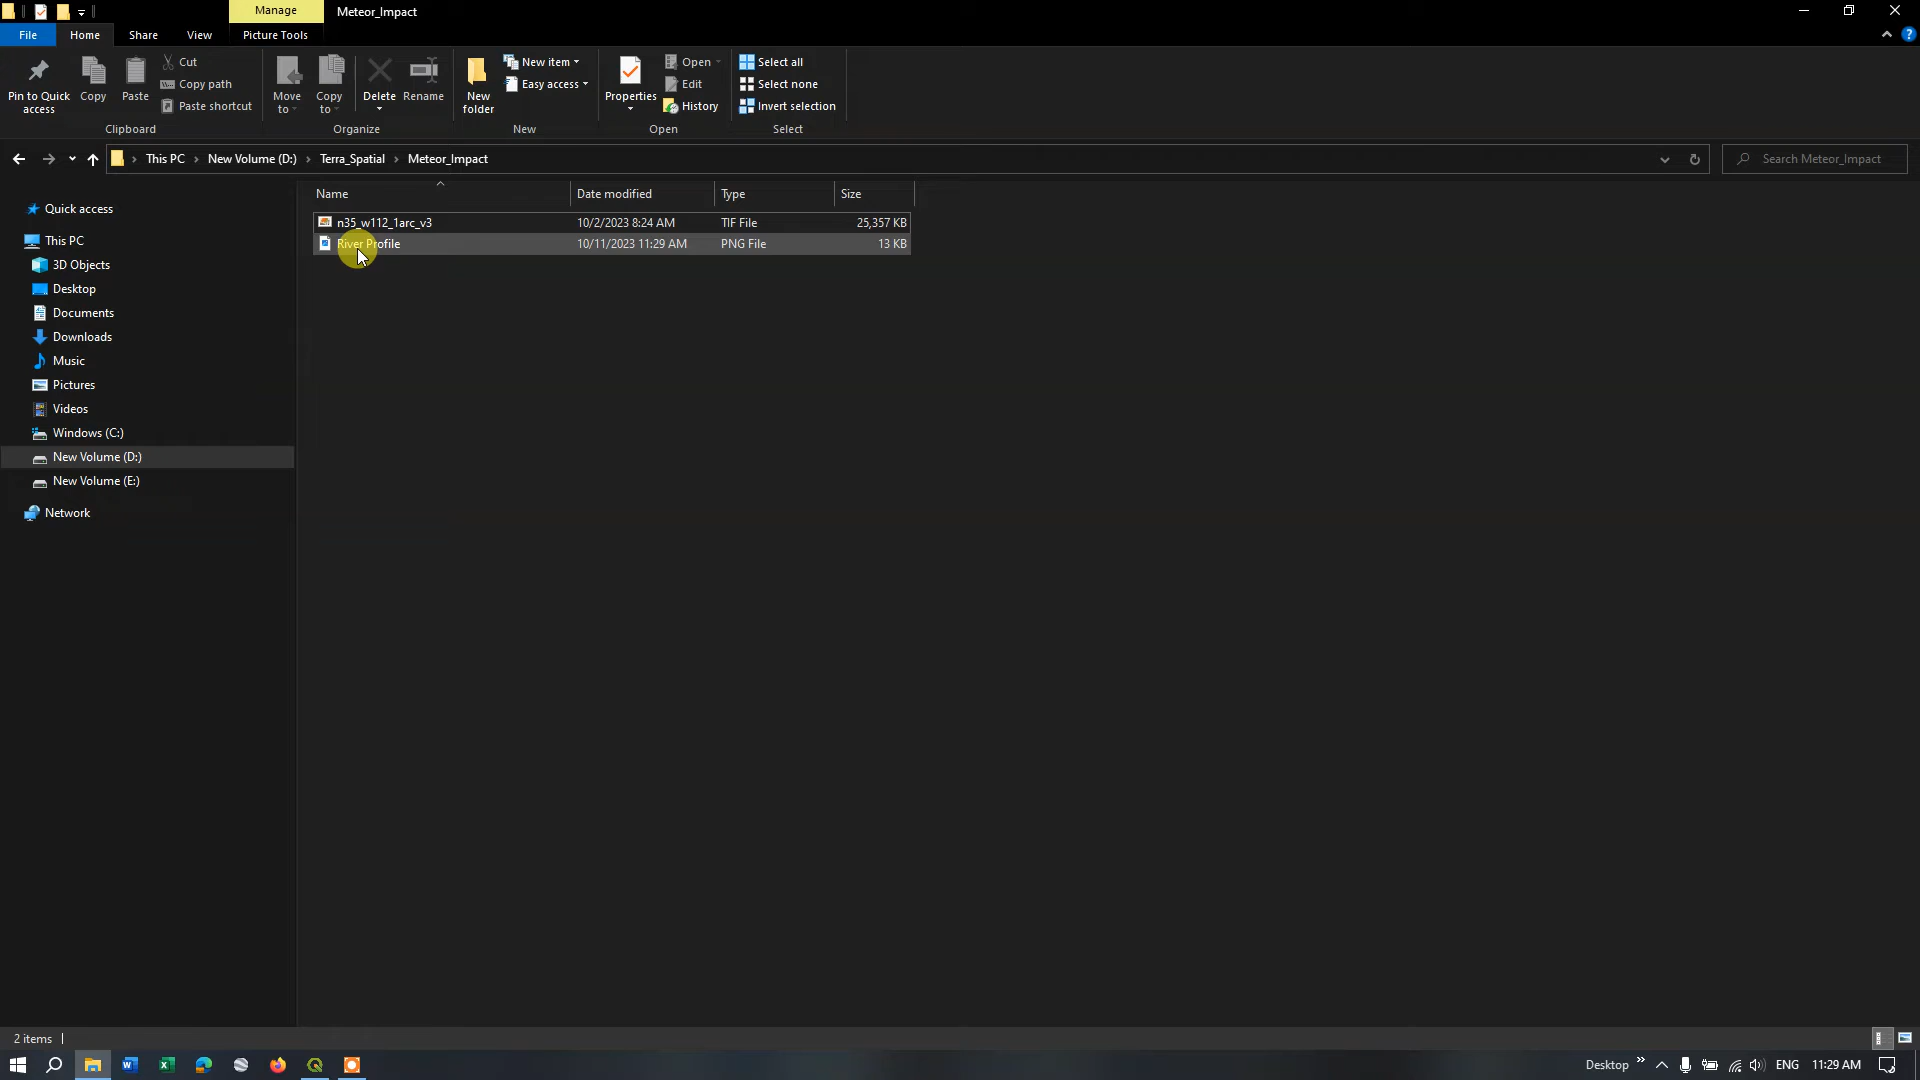 Manage
Meteor_Impact
File
Home
Share
View
Picture Tools
Pin to Quick access
Copy
Paste
Cut
Copy path
Paste shortcut
Clipboard
Move to
Copy to
Delete
Rename
Organize
New folder
New item
Easy access
New
Properties
Open
Edit
History
Open
Select all
Select none
Invert selection
Select
This PC
New Volume (D:)
Terra_Spatial
Meteor_Impact
Search Meteor_Impact
Name
Date modified
Type
Size
n35_w112_1arc_v3
10/2/2023 8:24 AM
TIF File
25,357 KB
River Profile
10/11/2023 11:29 AM
PNG File
13 KB
Quick access
This PC
3D Objects
Desktop
Documents
Downloads
Music
Pictures
Videos
Windows (C:)
New Volume (D:)
New Volume (E:)
Network
2 items
Desktop
ENG
11:29 AM